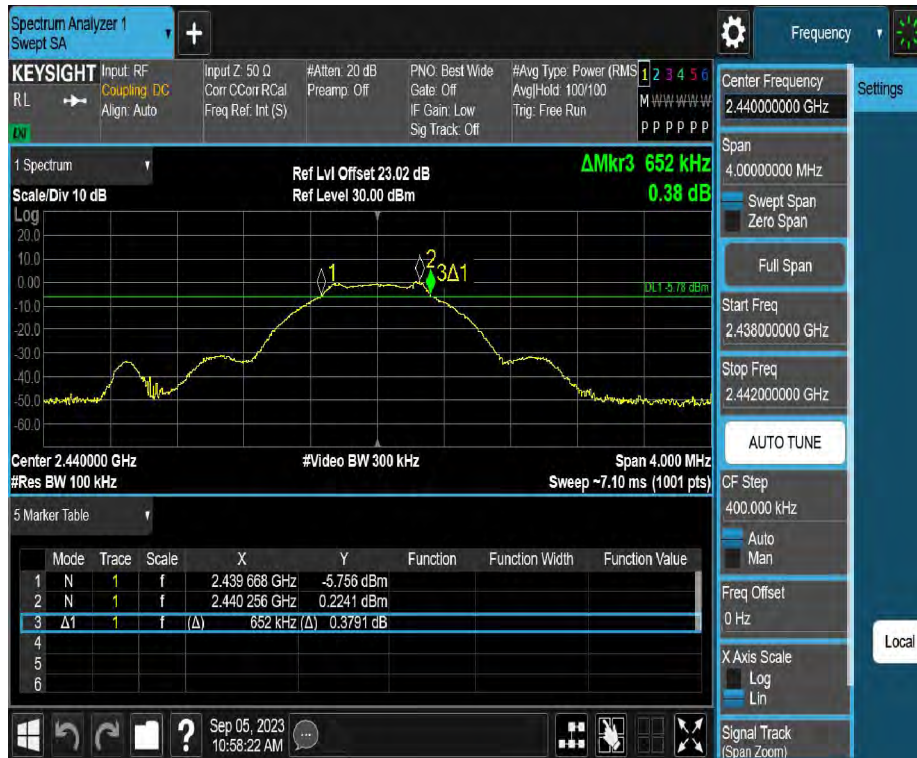 Spectrum Analyzer 1
Swept SA
+
Frequency
KEYSIGHT
RL
Input: RF
Coupling: DC
Align: Auto
Input Z: 50 Ω
Corr CCorr RCal
Freq Ref: Int (S)
#Atten: 20 dB
Preamp: Off
PNO: Best Wide
Gate: Off
IF Gain: Low
Sig Track: Off
#Avg Type: Power (RMS
Avg|Hold: 100/100
Trig: Free Run
1 2 3 4 5 6
M W W W W W
P P P P P P
1 Spectrum
Scale/Div 10 dB
Ref Lvl Offset 23.02 dB
Ref Level 30.00 dBm
ΔMkr3 652 kHz
0.38 dB
Log
20.0
10.0
0.00
-10.0
-20.0
-30.0
-40.0
-50.0
-60.0
1
2
3Δ1
DL1 -5.78 dBm
Center 2.440000 GHz
#Res BW 100 kHz
#Video BW 300 kHz
Span 4.000 MHz
Sweep ~7.10 ms (1001 pts)
5 Marker Table
Mode Trace Scale X Y Function Function Width Function Value
1 N 1 f 2.439 668 GHz -5.756 dBm
2 N 1 f 2.440 256 GHz 0.2241 dBm
3 Δ1 1 f (Δ) 652 kHz (Δ) 0.3791 dB
4
5
6
?
Sep 05, 2023
10:58:22 AM
Center Frequency
2.440000000 GHz
Span
4.00000000 MHz
Swept Span
Zero Span
Full Span
Start Freq
2.438000000 GHz
Stop Freq
2.442000000 GHz
AUTO TUNE
CF Step
400.000 kHz
Auto
Man
Freq Offset
0 Hz
X Axis Scale
Log
Lin
Signal Track
(Span Zoom)
Settings
Local